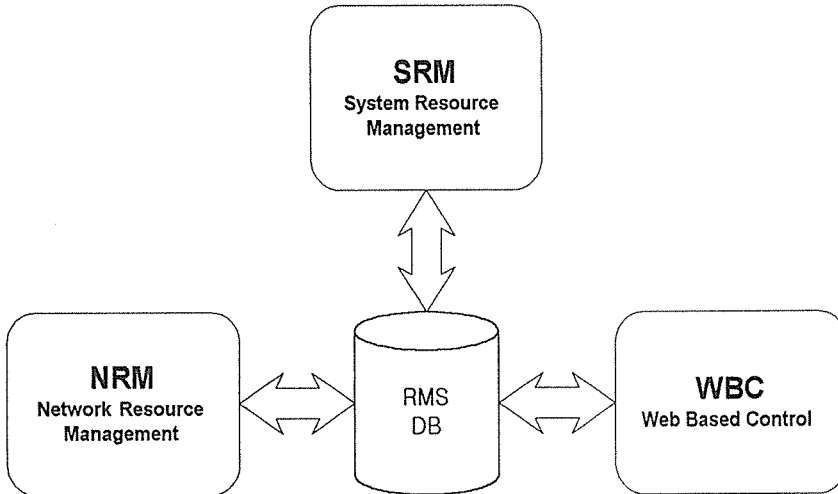 SRM
System Resource
Management
NRM
Network Resource
Management
RMS
DB
WBC
Web Based Control